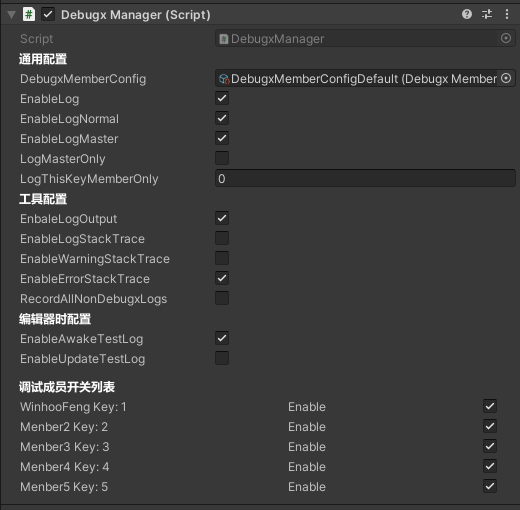 Debugx Manager (Script)
Script DebugxManager
通用配置
DebugxMemberConfig DebugxMemberConfigDefault (Debugx Member
EnableLog
EnableLogNormal
EnableLogMaster
LogMasterOnly
LogThisKeyMemberOnly 0
工具配置
EnbaleLogOutput
EnableLogStackTrace
EnableWarningStackTrace
EnableErrorStackTrace
RecordAllNonDebugxLogs
编辑器时配置
EnableAwakeTestLog
EnableUpdateTestLog
调试成员开关列表
WinhooFeng Key: 1 Enable
Menber2 Key: 2 Enable
Menber3 Key: 3 Enable
Menber4 Key: 4 Enable
Menber5 Key: 5 Enable